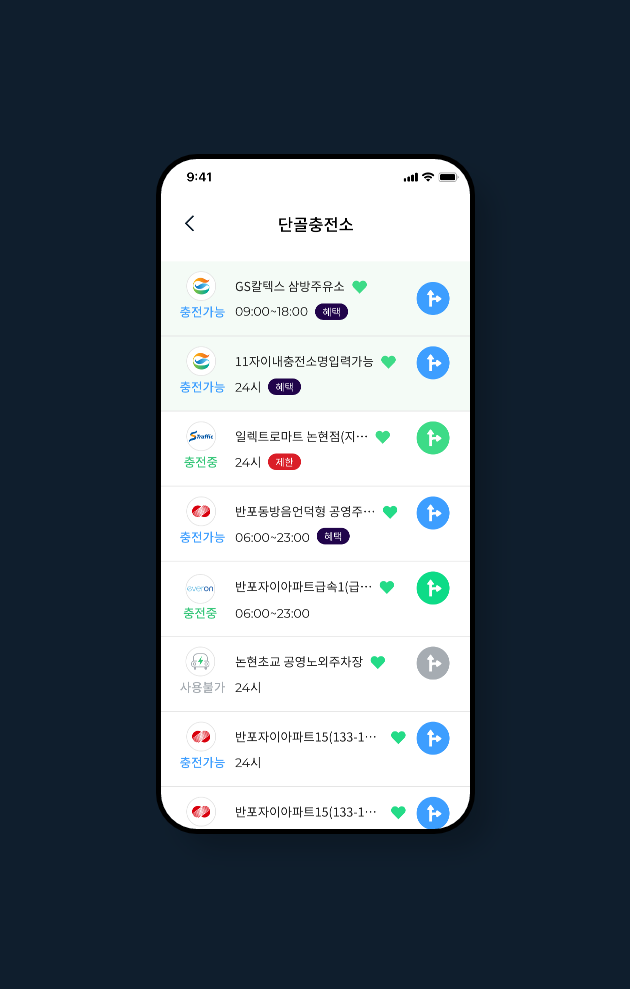 9:41
단골충전소
GS칼텍스 삼방주유소
충전가능 09:00~18:00 혜택
11자이내충전소명입력가능
충전가능 24시 혜택
Traffic 일렉트로마트 논현점(지…
충전중 24시 제한
반포동방음언덕형 공영주…
충전가능 06:00~23:00 혜택
everon 반포자이아파트급속1(급…
충전중 06:00~23:00
논현초교 공영노외주차장
사용불가 24시
반포자이아파트15(133-1…
충전가능 24시
반포자이아파트15(133-1…